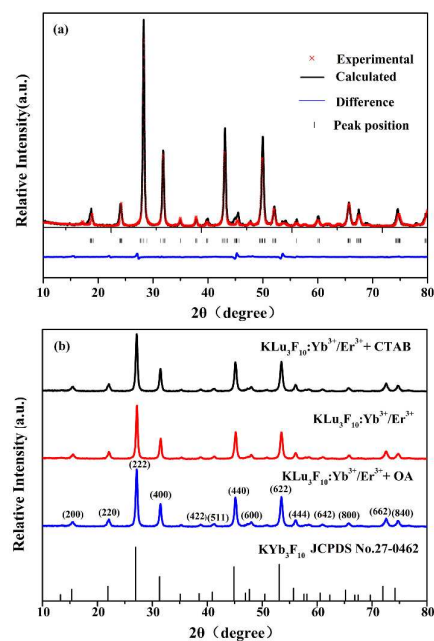 (a)
Experimental
Calculated
Difference
Peak position
Relative Intensity(a.u.)
10 20 30 40 50 60 70 80
2θ (degree)
(b)
KLu₃F₁₀:Yb³⁺/Er³⁺ + CTAB
KLu₃F₁₀:Yb³⁺/Er³⁺
KLu₃F₁₀:Yb³⁺/Er³⁺ + OA
(200) (220) (222) (400) (422) (511) (440) (600) (622) (444) (642) (800) (662) (840)
KYb₃F₁₀ JCPDS No.27-0462
Relative Intensity (a.u.)
10 20 30 40 50 60 70 80
2θ (degree)